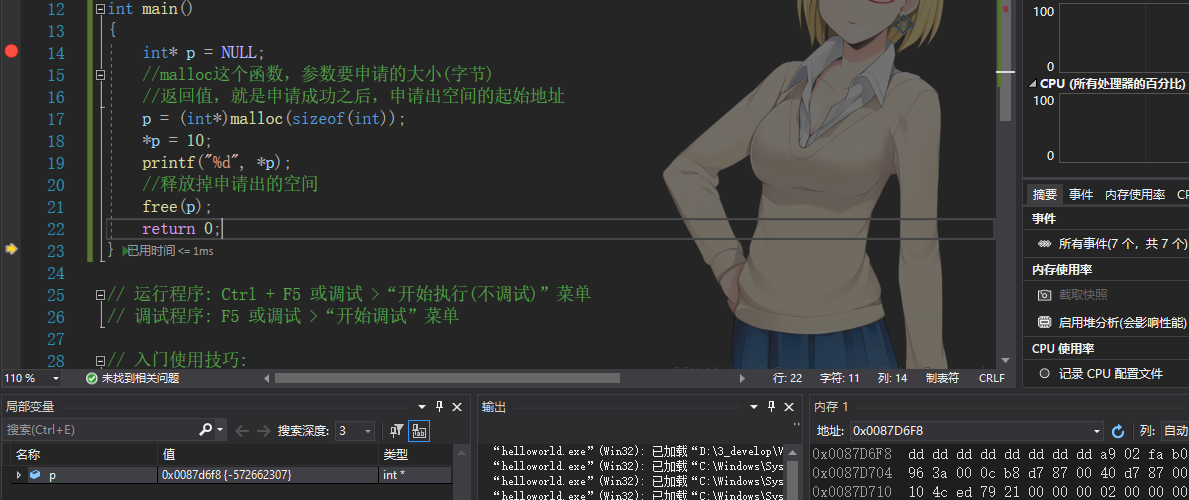 12 int main()
13 {
14 int* p = NULL;
15 //malloc这个函数，参数要申请的大小(字节)
16 //返回值，就是申请成功之后，申请出空间的起始地址
17 p = (int*)malloc(sizeof(int));
18 *p = 10;
19 printf("%d", *p);
20 //释放掉申请出的空间
21 free(p);
22 return 0;
23 } 已用时间 <= 1ms
24
25 // 运行程序: Ctrl + F5 或调试 >“开始执行(不调试)”菜单
26 // 调试程序: F5 或调试 >“开始调试”菜单
27
28 // 入门使用技巧:
110 % 未找到相关问题 行: 22 字符: 11 列: 14 制表符 CRLF
100
0
CPU (所有处理器的百分比)
100
0
摘要 事件 内存使用率
事件
所有事件(7 个，共 7 个)
内存使用率
截取快照
启用堆分析(会影响性能)
CPU 使用率
记录 CPU 配置文件
局部变量
搜索(Ctrl+E) 搜索深度: 3
名称 值 类型
p 0x0087d6f8 {-572662307} int *
输出
“helloworld.exe”(Win32): 已加载“D:\3_develop\V
“helloworld.exe”(Win32): 已加载“C:\Windows\Sys
“helloworld.exe”(Win32): 已加载“C:\Windows\Sys
“helloworld.exe”(Win32): 已加载“C:\Windows\Sys
内存 1
地址: 0x0087D6F8 列: 自动
0x0087D6F8 dd dd dd dd dd dd dd dd a9 02 fa b0
0x0087D704 96 3a 00 0c b8 d7 87 00 40 d7 87 00
0x0087D710 10 4c ed 79 21 00 00 00 02 00 00 00